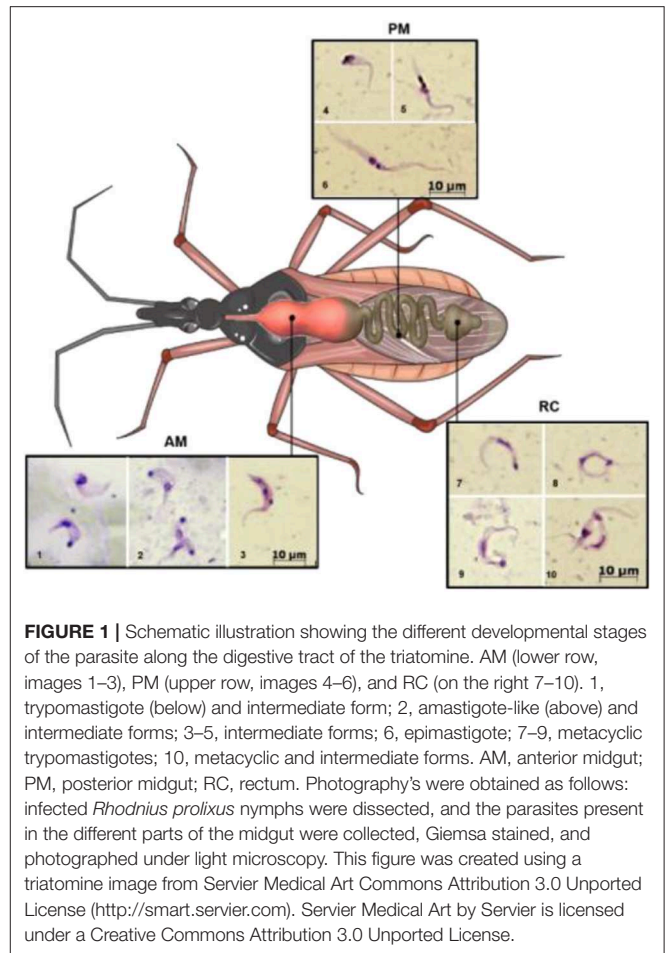 PM
4
5
6
10 µm
AM
1
2
3
10 µm
RC
7
8
9
10
10 µm
FIGURE 1 | Schematic illustration showing the different developmental stages
of the parasite along the digestive tract of the triatomine. AM (lower row,
images 1–3), PM (upper row, images 4–6), and RC (on the right 7–10). 1,
trypomastigote (below) and intermediate form; 2, amastigote-like (above) and
intermediate forms; 3–5, intermediate forms; 6, epimastigote; 7–9, metacyclic
trypomastigotes; 10, metacyclic and intermediate forms. AM, anterior midgut;
PM, posterior midgut; RC, rectum. Photography's were obtained as follows:
infected Rhodnius prolixus nymphs were dissected, and the parasites present
in the different parts of the midgut were collected, Giemsa stained, and
photographed under light microscopy. This figure was created using a
triatomine image from Servier Medical Art Commons Attribution 3.0 Unported
License (http://smart.servier.com). Servier Medical Art by Servier is licensed
under a Creative Commons Attribution 3.0 Unported License.